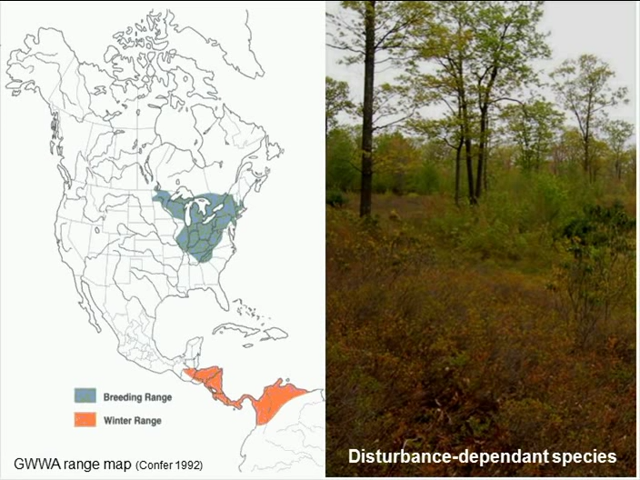 Breeding Range
Winter Range
GWWA range map (Confer 1992)
Disturbance-dependant species